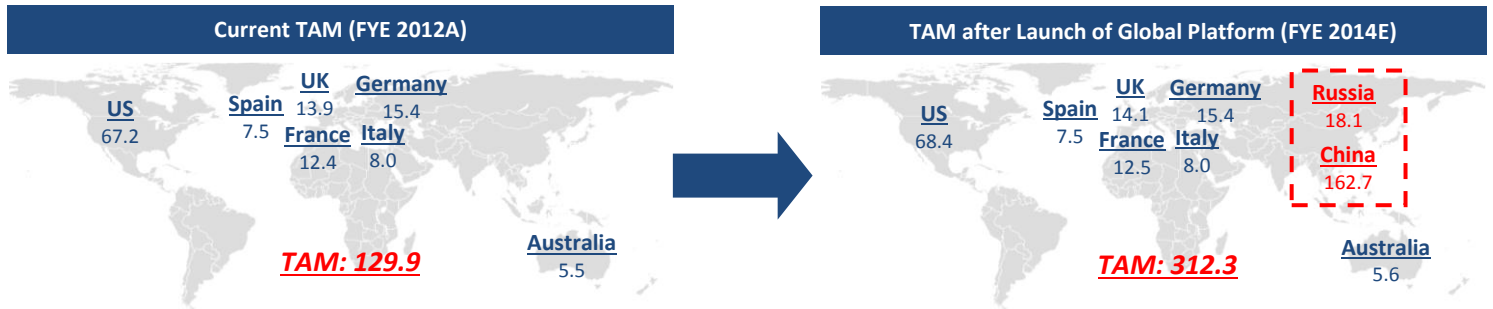 Current TAM (FYE 2012A)
US
67.2
Spain
7.5
UK
13.9
Germany
15.4
France
12.4
Italy
8.0
Australia
5.5
TAM: 129.9
TAM after Launch of Global Platform (FYE 2014E)
US
68.4
Spain
7.5
UK
14.1
Germany
15.4
France
12.5
Italy
8.0
Russia
18.1
China
162.7
Australia
5.6
TAM: 312.3